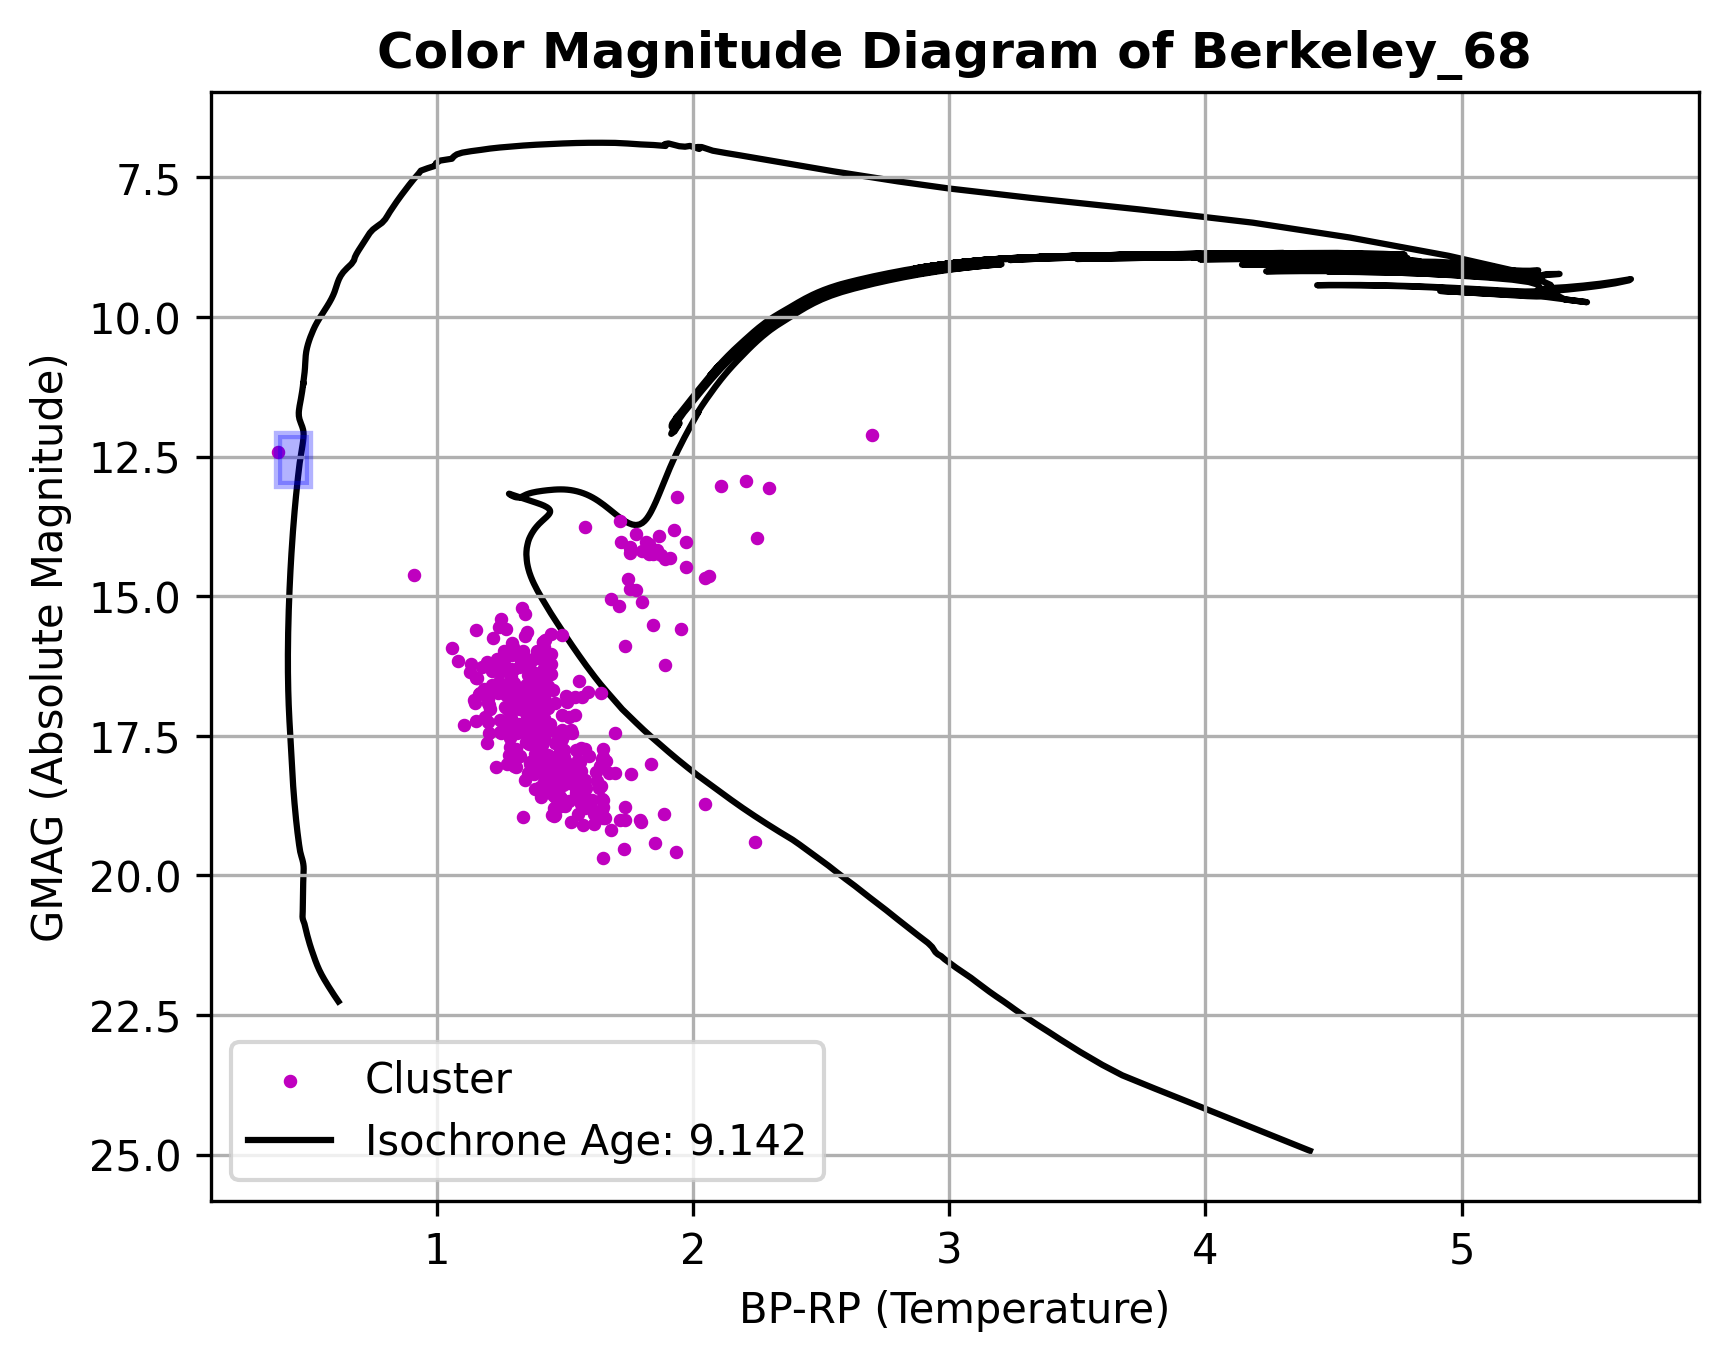 Color Magnitude Diagram of Berkeley_68
GMAG (Absolute Magnitude)
7.5
10.0
12.5
15.0
17.5
20.0
22.5
25.0
Cluster
Isochrone Age: 9.142
1 2 3 4 5
BP-RP (Temperature)